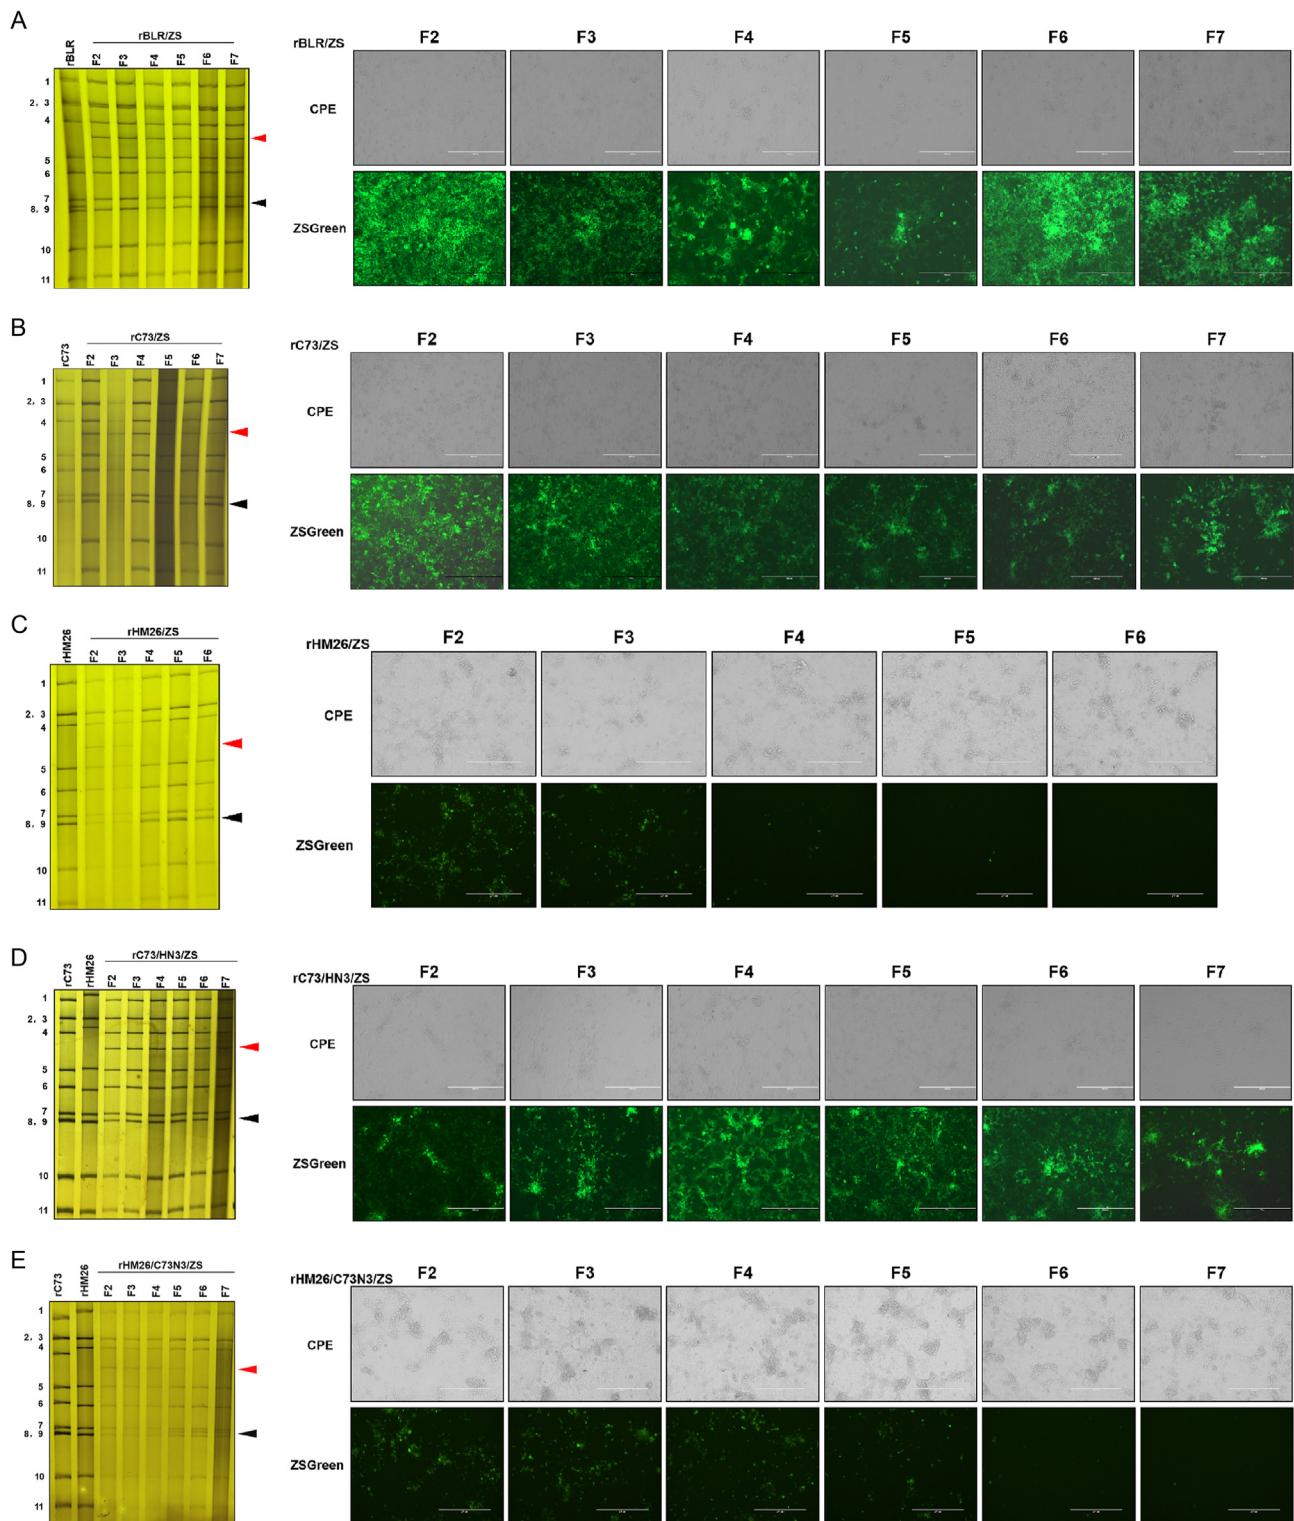 A
rBLR
rBLR/ZS
F2
F3
F4
F5
F6
F7
1
2, 3
4
5
6
7
8, 9
10
11
rBLR/ZS
F2
F3
F4
F5
F6
F7
CPE
ZSGreen
B
rC73
rC73/ZS
F2
F3
F4
F5
F6
F7
1
2, 3
4
5
6
7
8, 9
10
11
rC73/ZS
F2
F3
F4
F5
F6
F7
CPE
ZSGreen
C
rHM26
rHM26/ZS
F2
F3
F4
F5
F6
1
2, 3
4
5
6
7
8, 9
10
11
rHM26/ZS
F2
F3
F4
F5
F6
CPE
ZSGreen
D
rC73
rHM26
rC73/HN3/ZS
F2
F3
F4
F5
F6
F7
1
2, 3
4
5
6
7
8, 9
10
11
rC73/HN3/ZS
F2
F3
F4
F5
F6
F7
CPE
ZSGreen
E
rC73
rHM26
rHM26/C73N3/ZS
F2
F3
F4
F5
F6
F7
1
2, 3
4
5
6
7
8, 9
10
11
rHM26/C73N3/ZS
F2
F3
F4
F5
F6
F7
CPE
ZSGreen